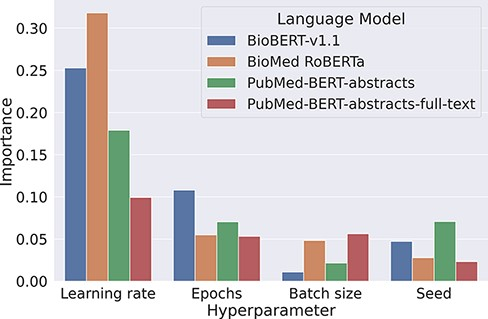 Language Model
BioBERT-v1.1
BioMed RoBERTa
PubMed-BERT-abstracts
PubMed-BERT-abstracts-full-text
Importance
0.30
0.25
0.20
0.15
0.10
0.05
0.00
Learning rate Epochs Batch size Seed
Hyperparameter